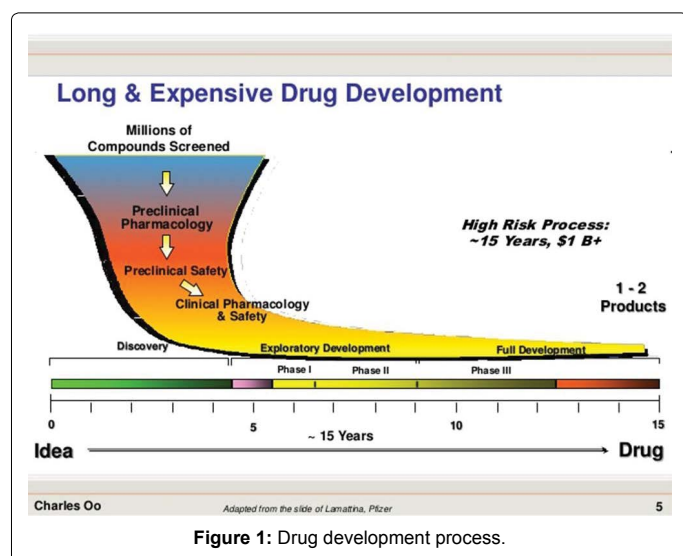 Long & Expensive Drug Development
Millions of
Compounds Screened
Preclinical
Pharmacology
Preclinical Safety
Clinical Pharmacology
& Safety
High Risk Process:
~15 Years, $1 B+
1 - 2
Products
Discovery
Exploratory Development
Full Development
Phase I
Phase II
Phase III
0
5
10
15
~ 15 Years
Idea
Drug
Charles Oo
Adapted from the slide of Lamattina, Pfizer
5
Figure 1: Drug development process.